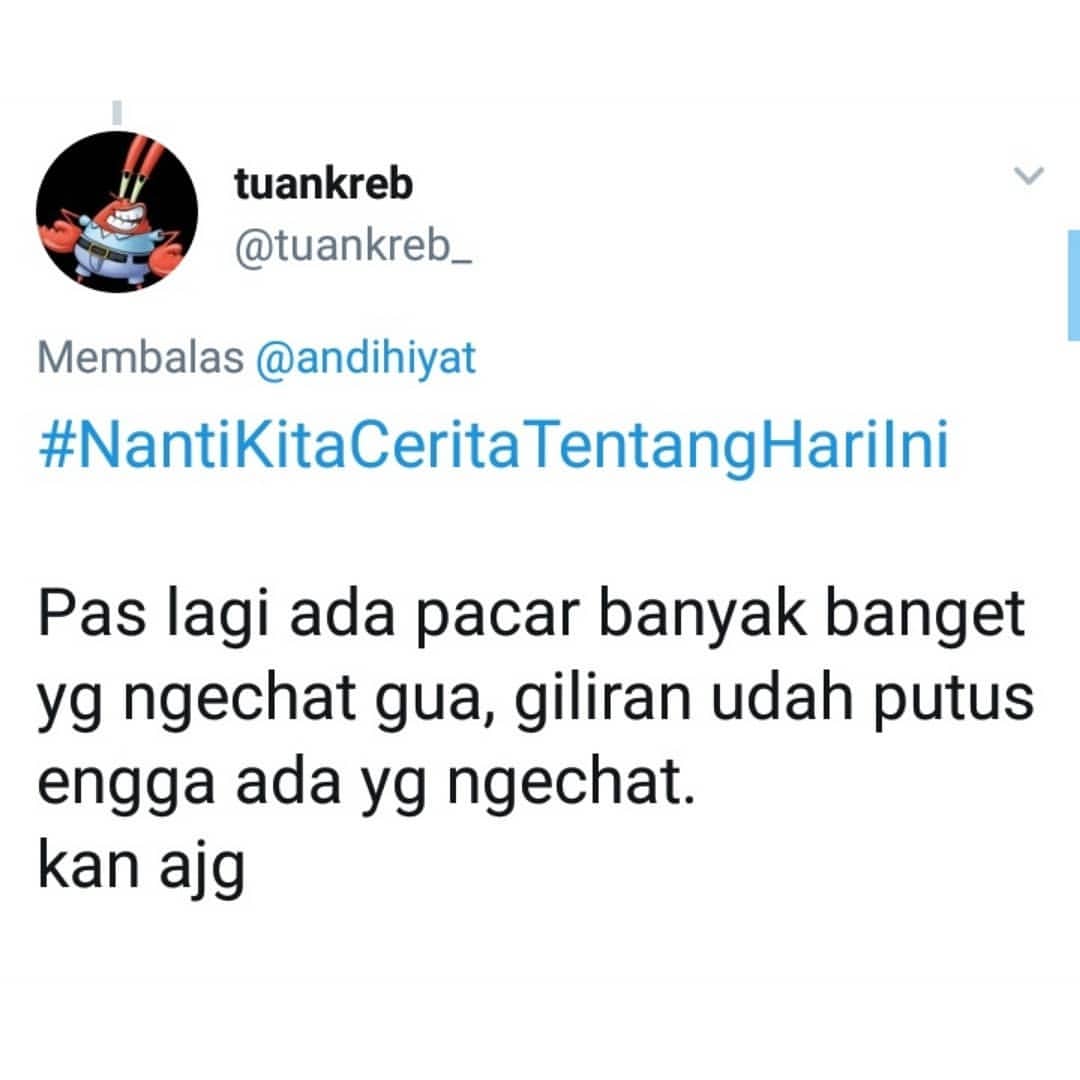 tuankreb
@tuankreb_
Membalas @andihiyat
#NantiKitaCeritaTentangHariIni
Pas lagi ada pacar banyak banget
yg ngechat gua, giliran udah putus
engga ada yg ngechat.
kan ajg